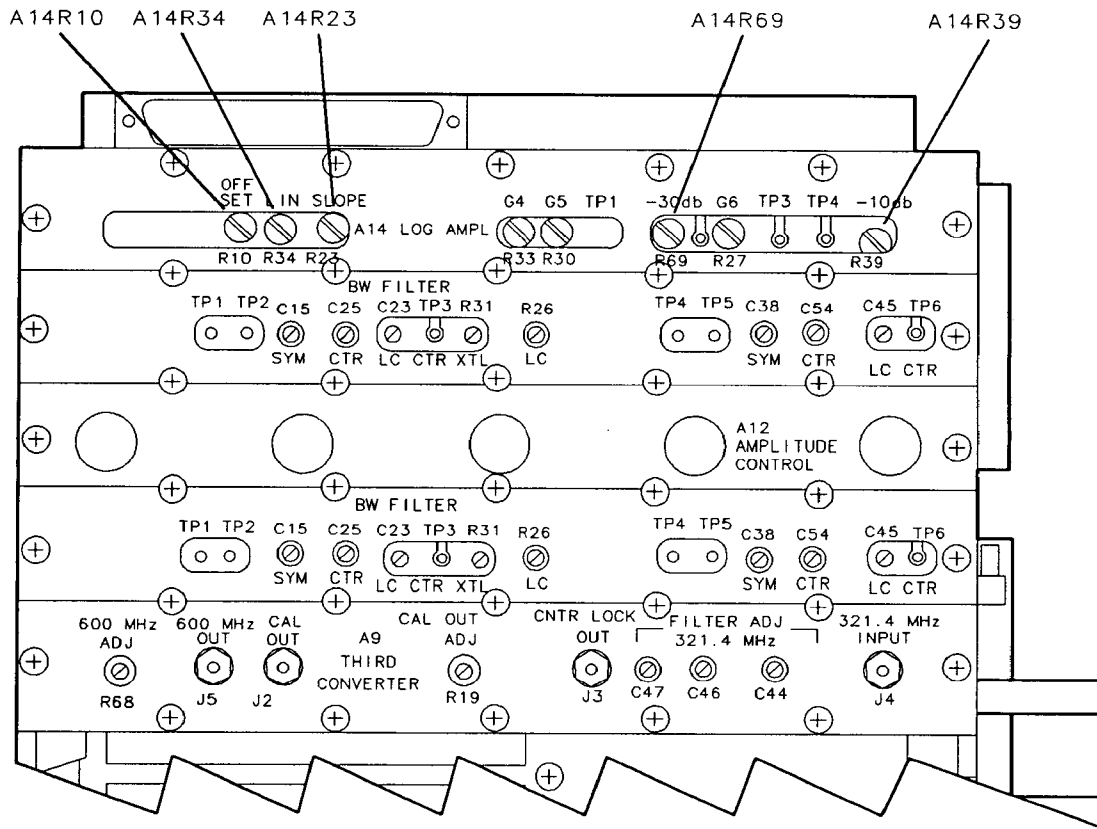 A14R10 A14R34 A14R23 A14R69 A14R39
OFF
SET LIN SLOPE G4 G5 TP1 -30db G6 TP3 TP4 -10db
A14 LOG AMPL
R10 R34 R23 R33 R30 R69 R27 R39
BW FILTER
TP1 TP2 C15 C25 C23 TP3 R31 R26 TP4 TP5 C38 C54 C45 TP6
SYM CTR LC CTR XTL LC SYM CTR LC CTR
A12
AMPLITUDE
CONTROL
BW FILTER
TP1 TP2 C15 C25 C23 TP3 R31 R26 TP4 TP5 C38 C54 C45 TP6
SYM CTR LC CTR XTL LC SYM CTR LC CTR
600 MHz 600 MHz CAL CAL OUT CNTR LOCK FILTER ADJ 321.4 MHz
ADJ OUT OUT A9 ADJ OUT 321.4 MHz INPUT
THIRD
CONVERTER
R68 J5 J2 R19 J3 C47 C46 C44 J4